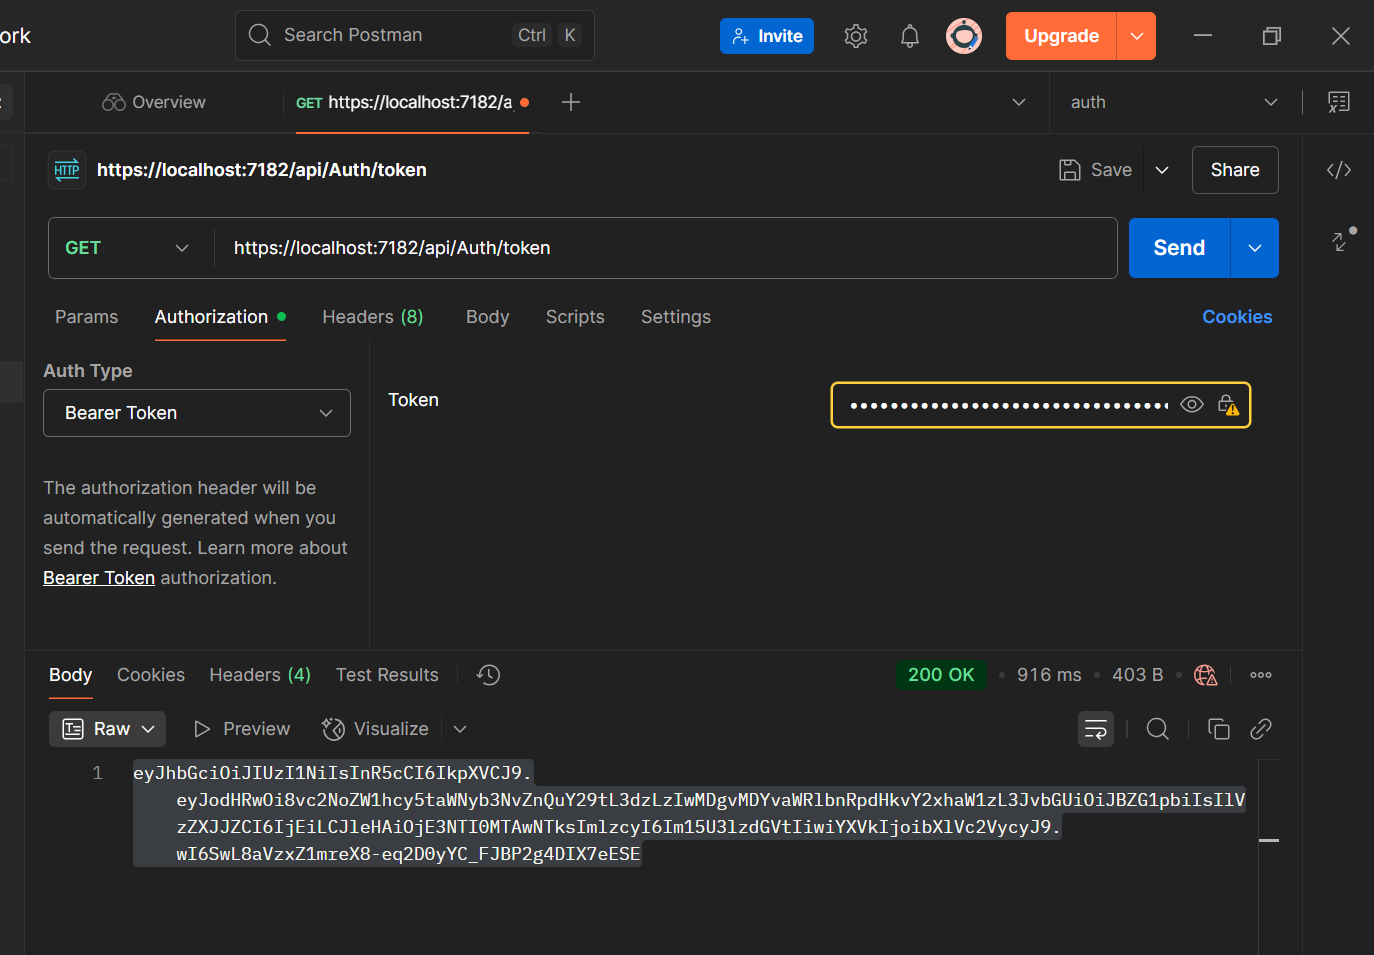 ork
Search Postman
Ctrl K
Invite
Upgrade
Overview
GET https://localhost:7182/a
auth
HTTP
https://localhost:7182/api/Auth/token
Save
Share
GET
https://localhost:7182/api/Auth/token
Send
Params
Authorization
Headers (8)
Body
Scripts
Settings
Cookies
Auth Type
Bearer Token
Token
The authorization header will be
automatically generated when you
send the request. Learn more about
Bearer Token authorization.
Body
Cookies
Headers (4)
Test Results
200 OK
916 ms
403 B
Raw
Preview
Visualize
1
eyJhbGciOiJIUzI1NiIsInR5cCI6IkpXVCJ9.
eyJodHRwOi8vc2NoZW1hcy5taWNyb3NvZnQuY29tL3dzLzIwMDgvMDYvaWRlbnRpdHkvY2xhaW1zL3JvbGUiOiJBZG1pbiIsIlV
zZXJJZCI6IjEiLCJleHAiOjE3NTI0MTAwNTksImlzcyI6Im15U3lzdGVtIiwiYXVkIjoibXlVc2VycyJ9.
wI6SwL8aVzxZ1mreX8-eq2D0yYC_FJBP2g4DIX7eESE